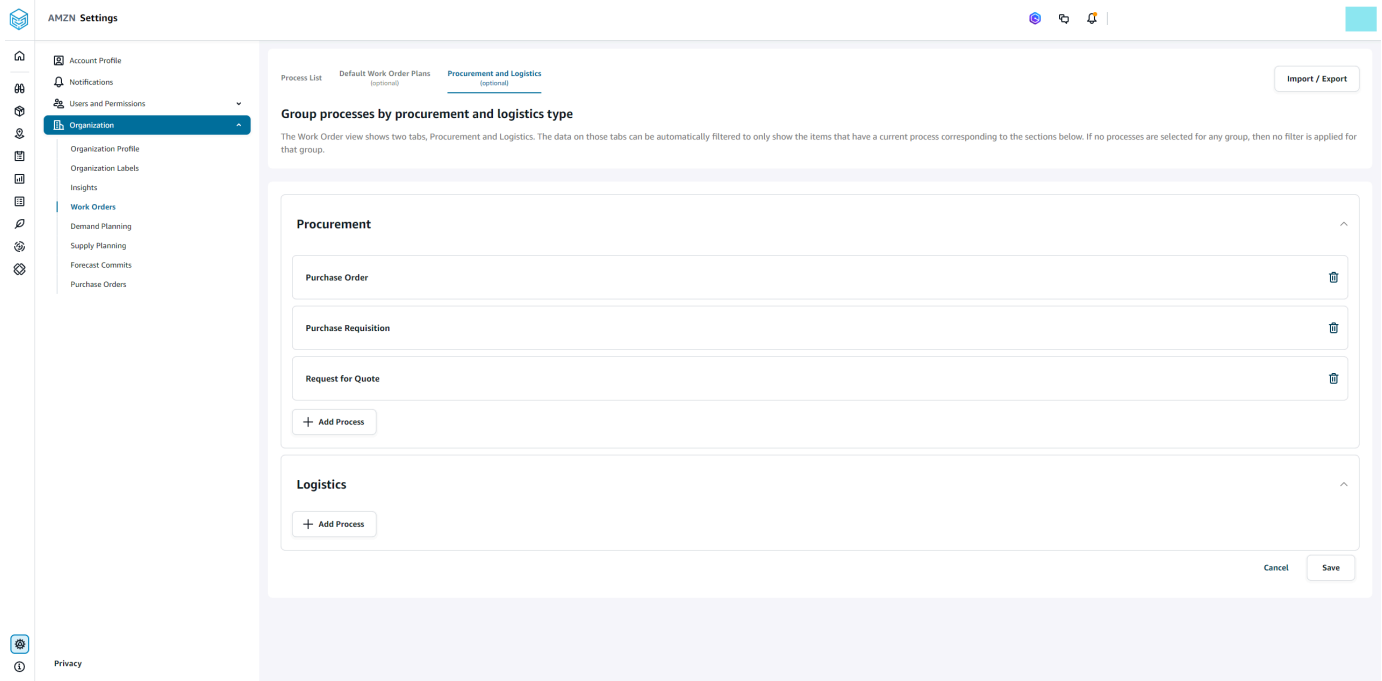 AMZN Settings
Account Profile
Notifications
Users and Permissions
Organization
Organization Profile
Organization Labels
Insights
Work Orders
Demand Planning
Supply Planning
Forecast Commits
Purchase Orders
Privacy
Process List
Default Work Order Plans
(optional)
Procurement and Logistics
(optional)
Import / Export
Group processes by procurement and logistics type
The Work Order view shows two tabs, Procurement and Logistics. The data on those tabs can be automatically filtered to only show the items that have a current process corresponding to the sections below. If no processes are selected for any group, then no filter is applied for
that group.
Procurement
Purchase Order
Purchase Requisition
Request for Quote
Add Process
Logistics
Add Process
Cancel
Save